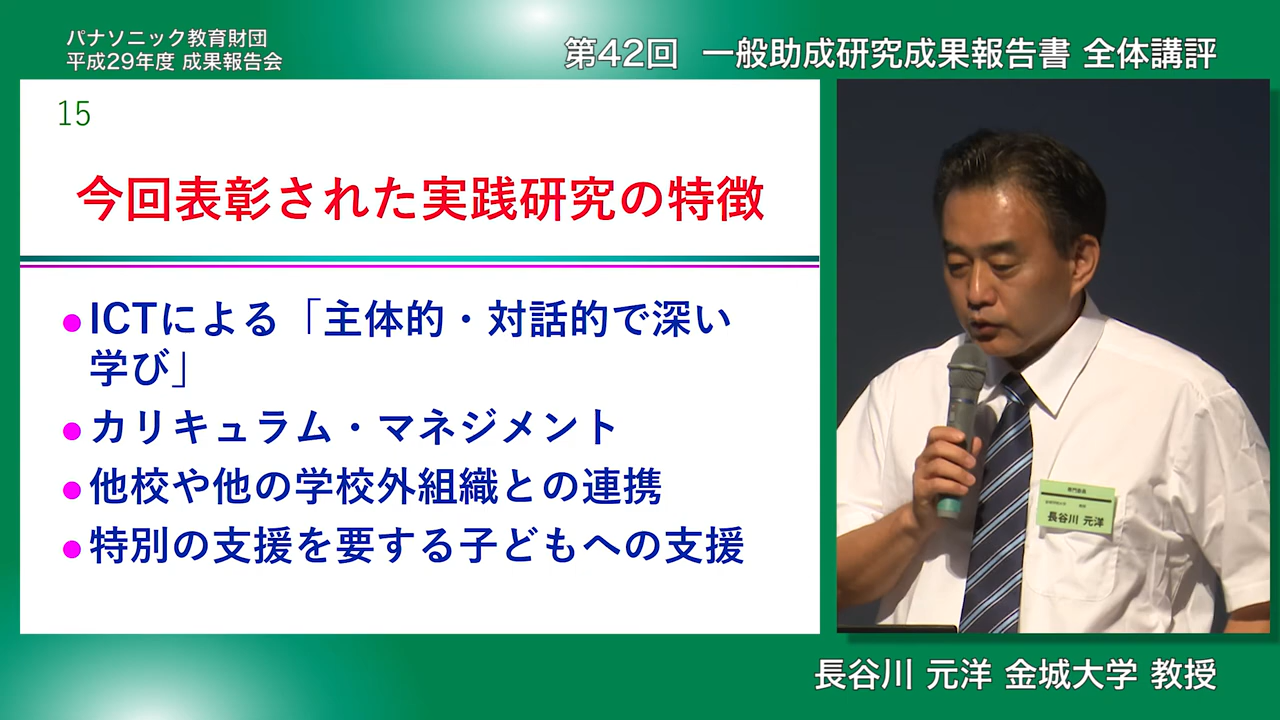 パナソニック教育財団
平成29年度 成果報告会
第42回 一般助成研究成果報告書 全体講評
15
今回表彰された実践研究の特徴
●ICTによる「主体的・対話的で深い
学び」
●カリキュラム・マネジメント
●他校や他の学校外組織との連携
●特別の支援を要する子どもへの支援
専門委員
長谷川 元洋
長谷川 元洋 金城大学 教授